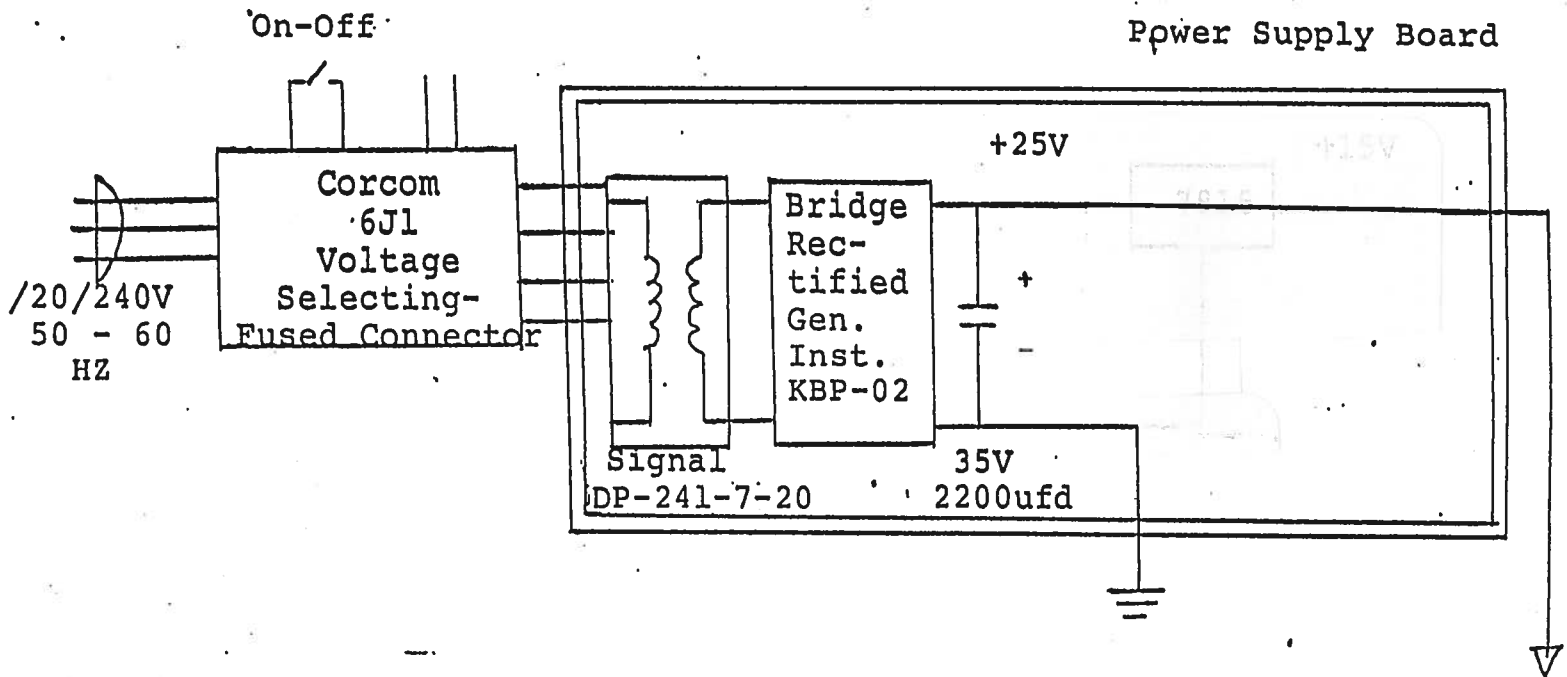 On-Off
Power Supply Board
+25V
+15V
Corcom
6J1
Voltage
Selecting-
Fused Connector
/20/240V
50 - 60
HZ
Bridge
Rec-
tified
Gen.
Inst.
KBP-02
+
-
Signal
DP-241-7-20
35V
2200ufd